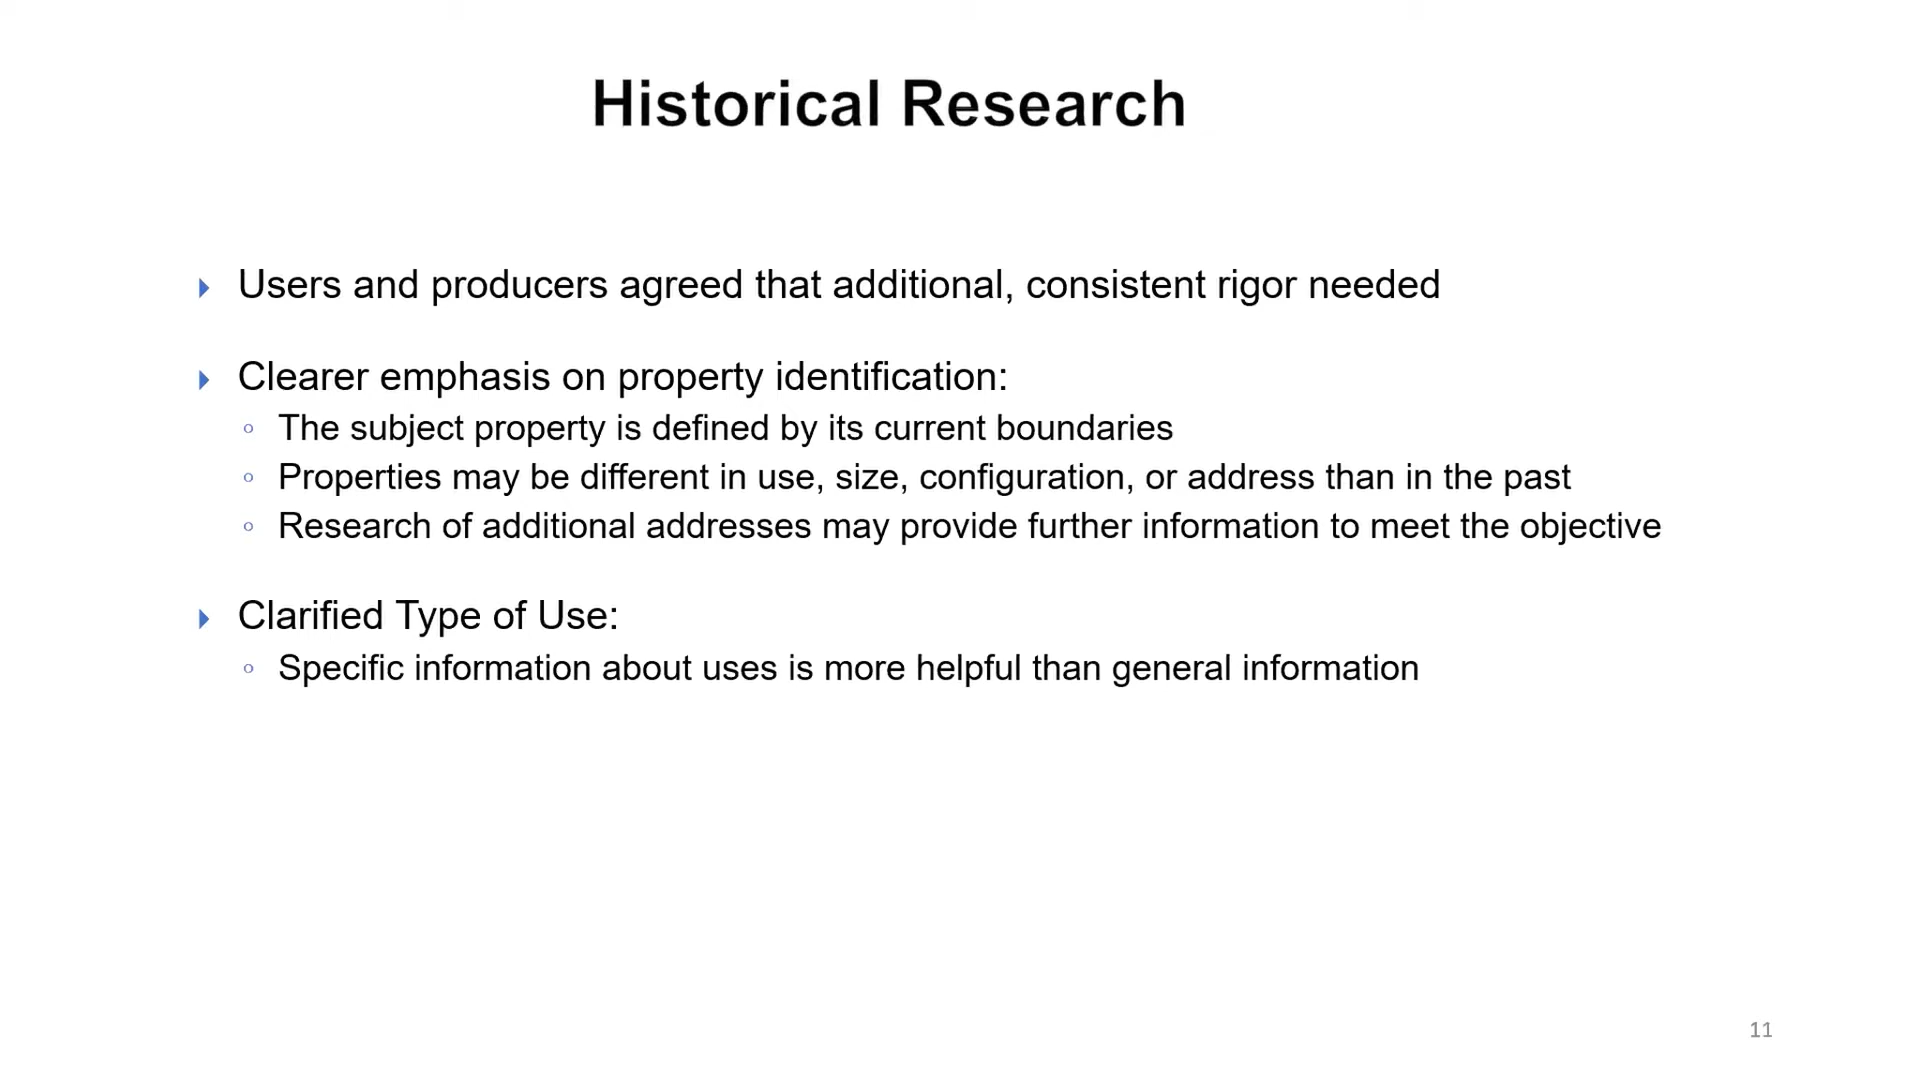 Historical Research
Users and producers agreed that additional, consistent rigor needed
Clearer emphasis on property identification:
The subject property is defined by its current boundaries
Properties may be different in use, size, configuration, or address than in the past
Research of additional addresses may provide further information to meet the objective
Clarified Type of Use:
Specific information about uses is more helpful than general information
11